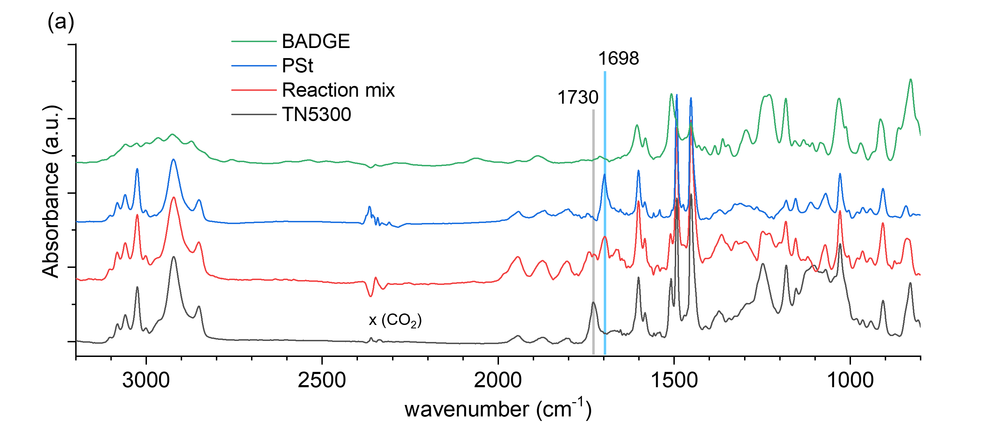 (a)
BADGE
PSt
Reaction mix
TN5300
1698
1730
Absorbance (a.u.)
x (CO₂)
3000 2500 2000 1500 1000
wavenumber (cm⁻¹)